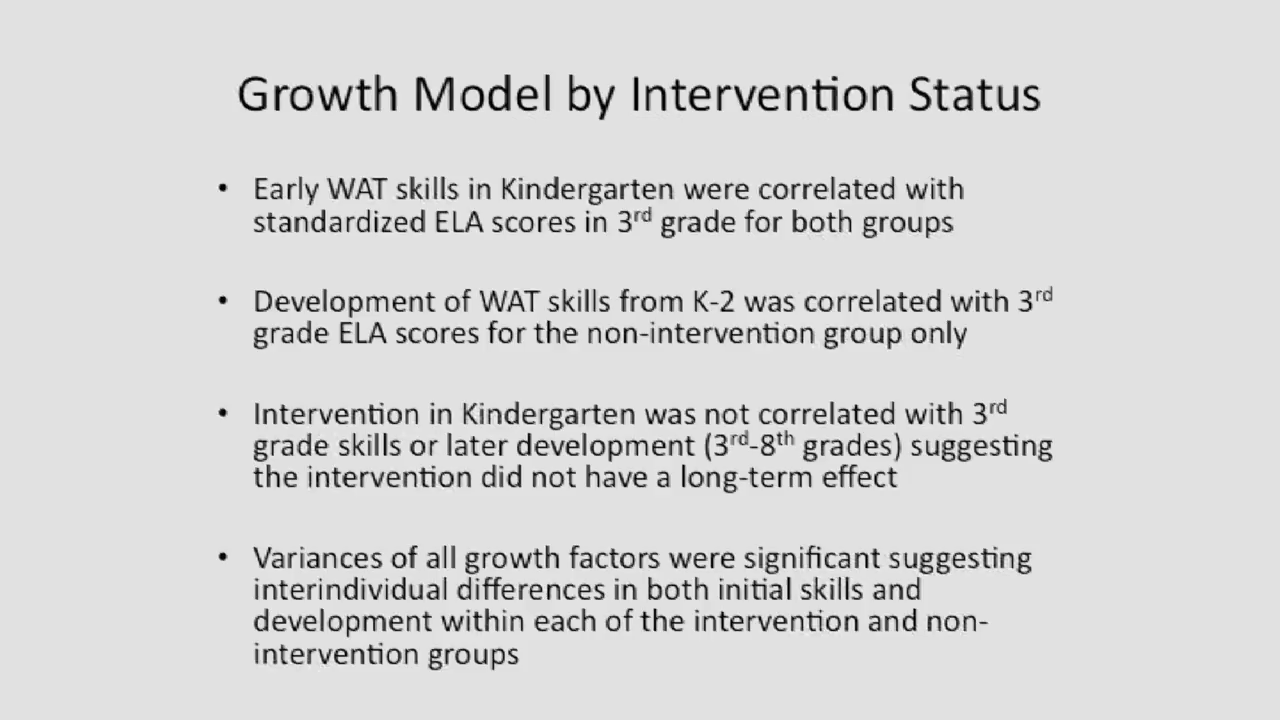 Growth Model by Intervention Status
• Early WAT skills in Kindergarten were correlated with
standardized ELA scores in 3rd grade for both groups
• Development of WAT skills from K-2 was correlated with 3rd
grade ELA scores for the non-intervention group only
• Intervention in Kindergarten was not correlated with 3rd
grade skills or later development (3rd-8th grades) suggesting
the intervention did not have a long-term effect
• Variances of all growth factors were significant suggesting
interindividual differences in both initial skills and
development within each of the intervention and non-
intervention groups